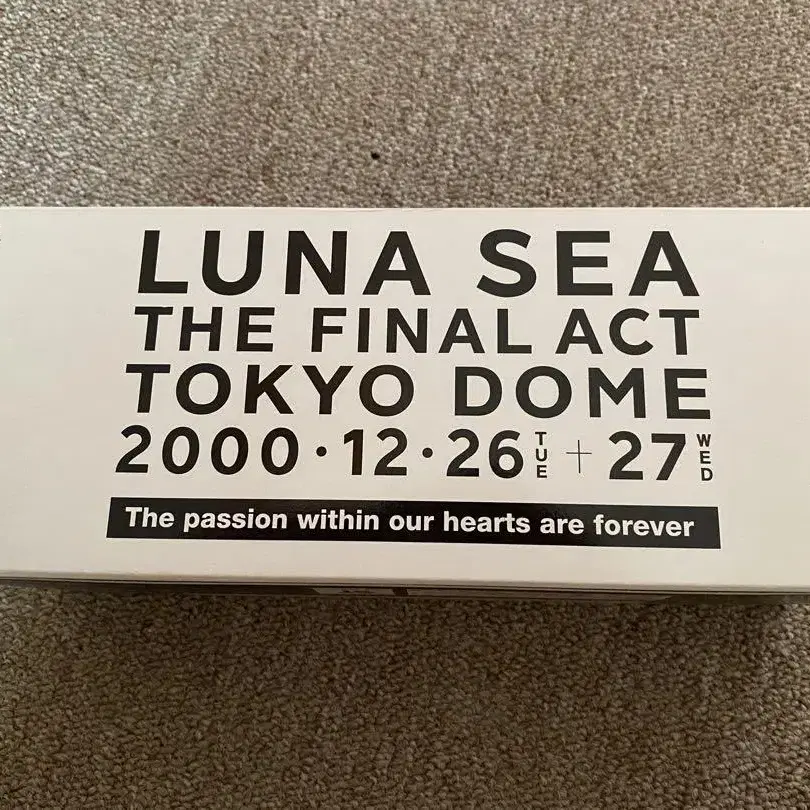 LUNA SEA
THE FINAL ACT
TOKYO DOME
2000・12・26 TUE + 27 WED
The passion within our hearts are forever